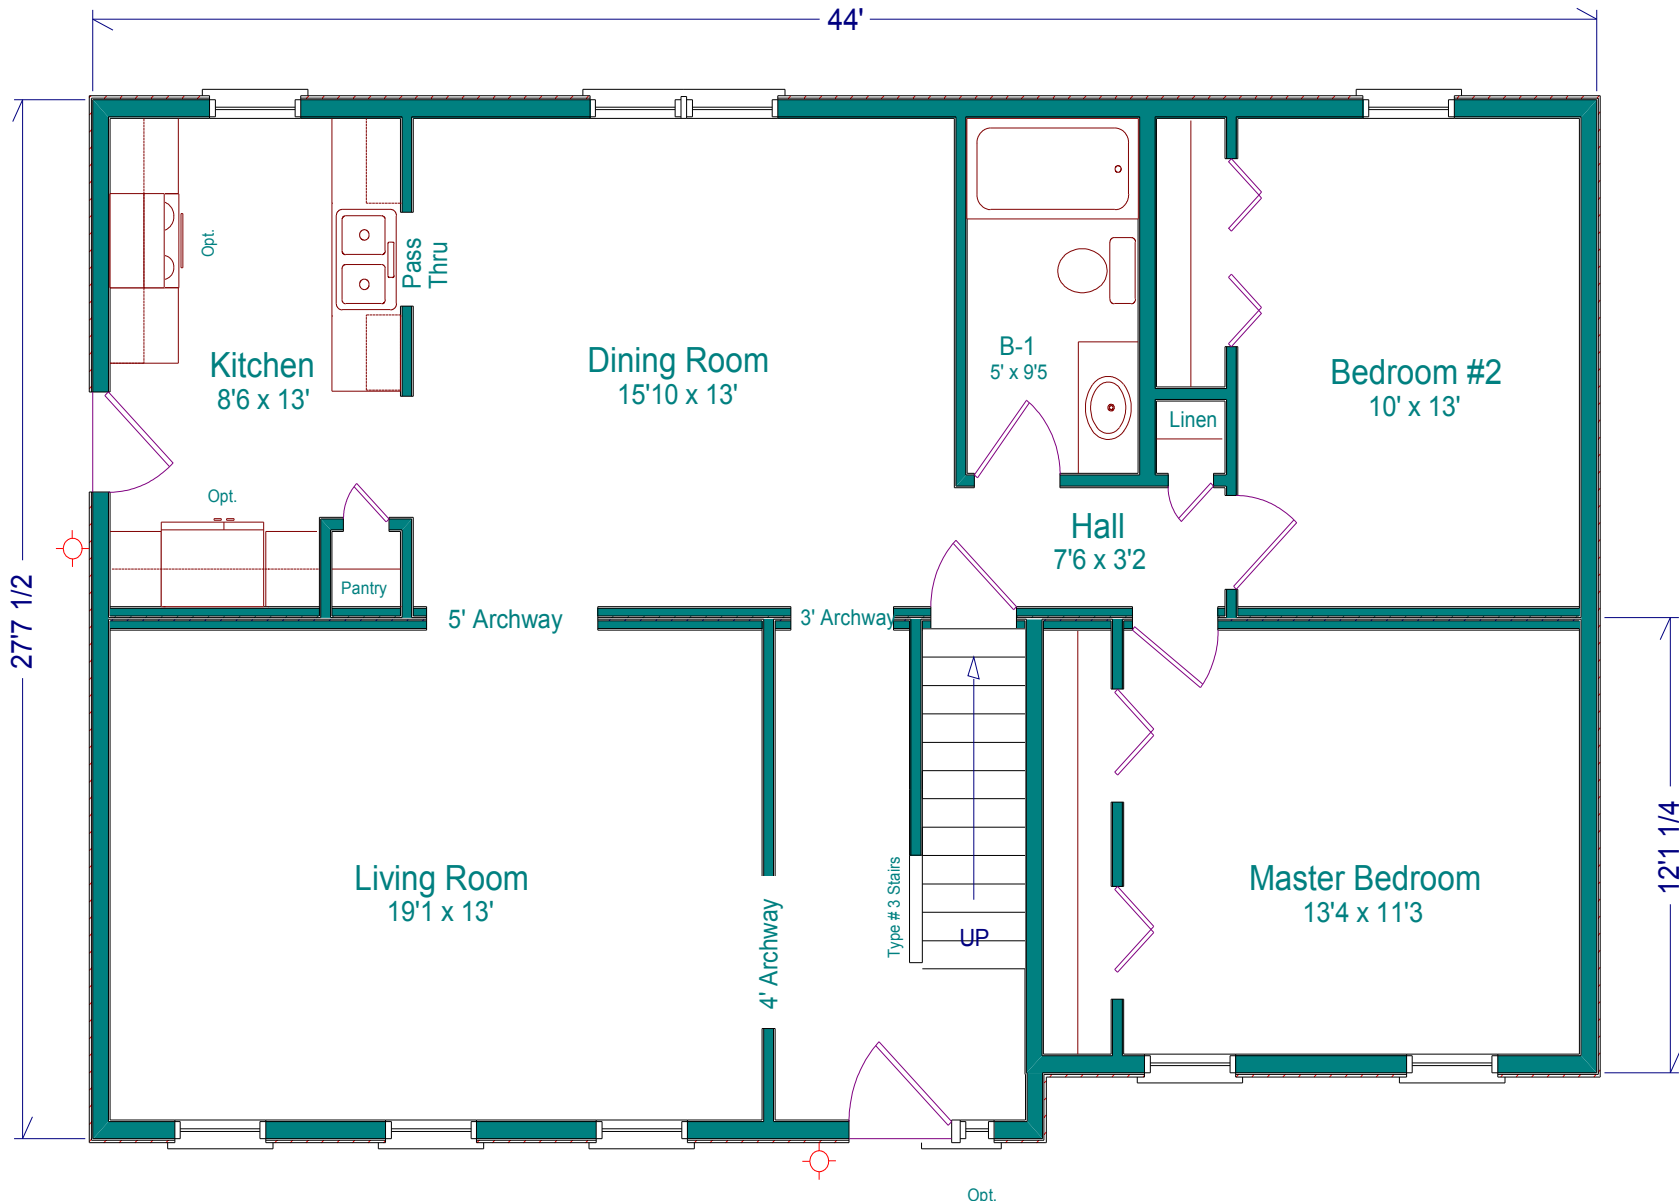 44'
27'7 1/2
Opt.
Pass
Thru
Kitchen
8'6 x 13'
Dining Room
15'10 x 13'
B-1
5' x 9'5
Bedroom #2
10' x 13'
Linen
Opt.
Pantry
Hall
7'6 x 3'2
5' Archway
3' Archway
Living Room
19'1 x 13'
4' Archway
Type # 3 Stairs
UP
Master Bedroom
13'4 x 11'3
12'1 1/4
Opt.